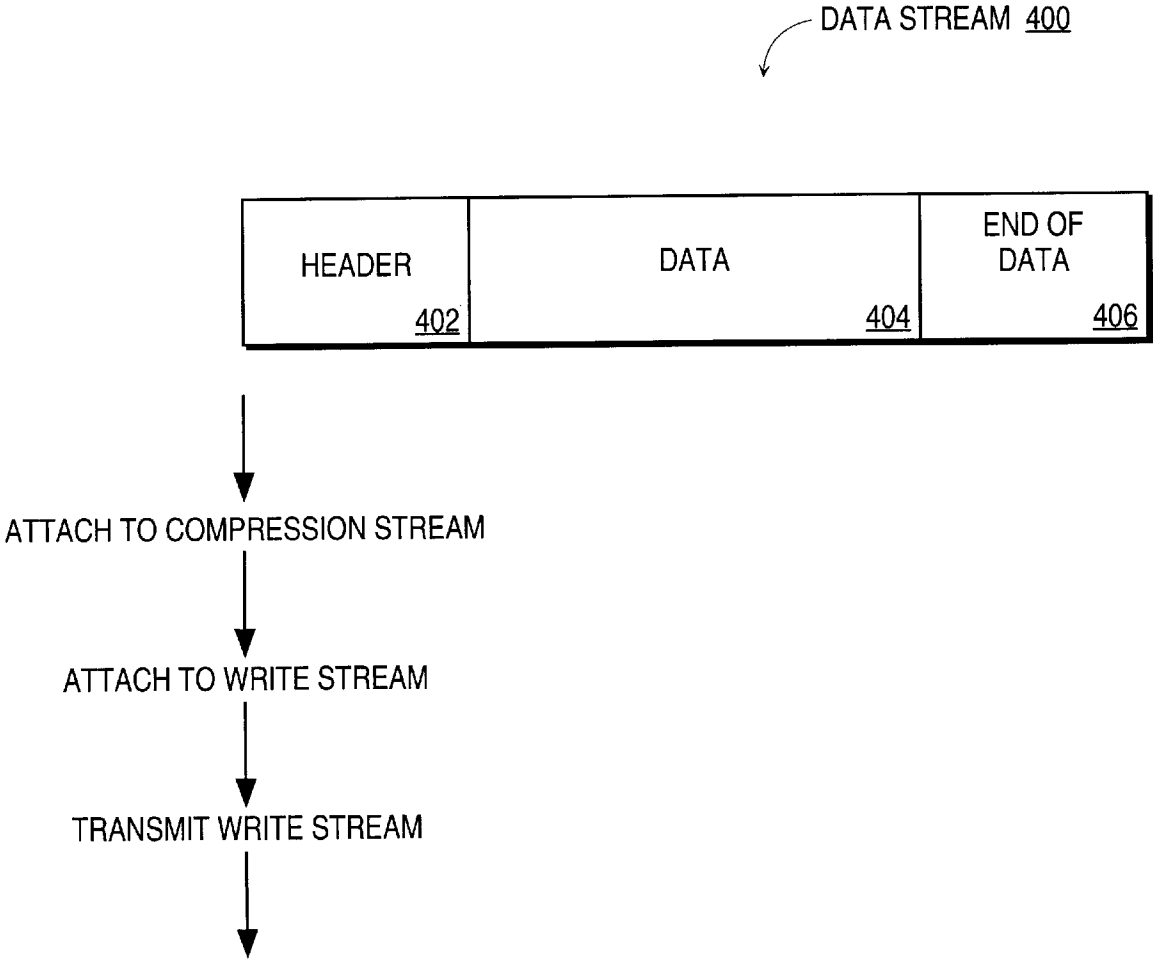 DATA STREAM 400
HEADER
402
DATA
404
END OF
DATA
406
ATTACH TO COMPRESSION STREAM
ATTACH TO WRITE STREAM
TRANSMIT WRITE STREAM